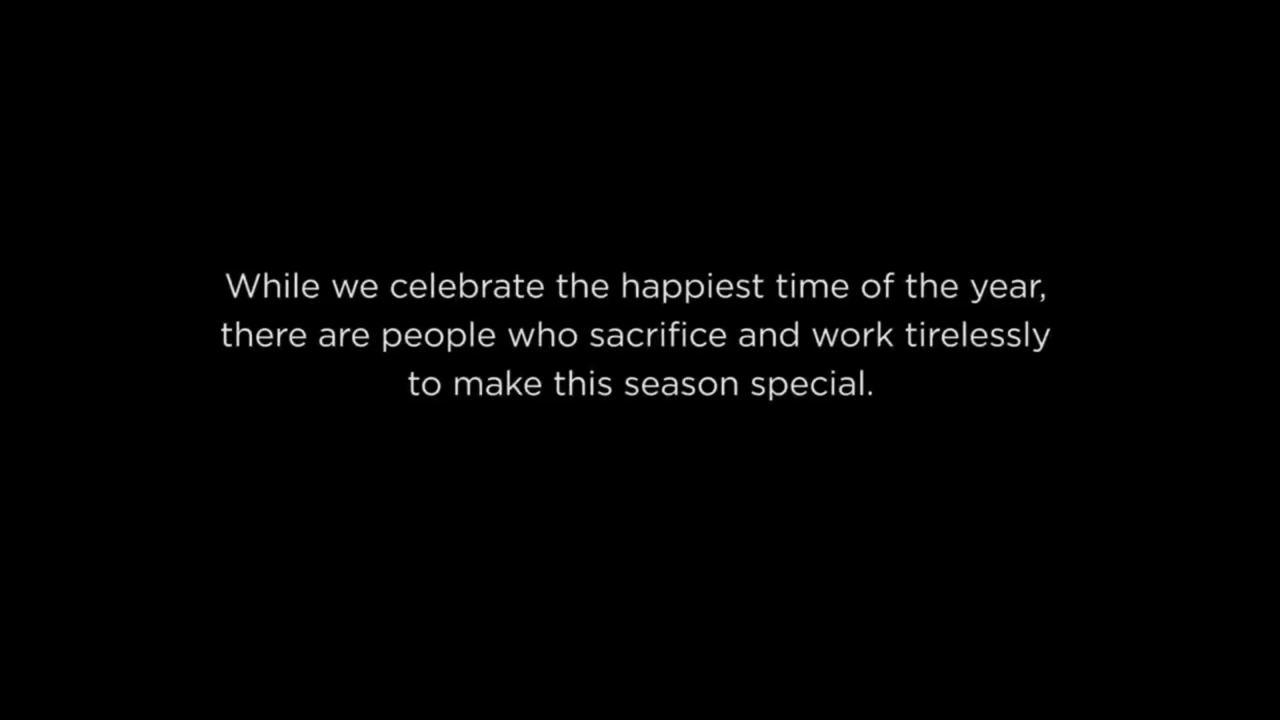 While we celebrate the happiest time of the year,
there are people who sacrifice and work tirelessly
to make this season special.